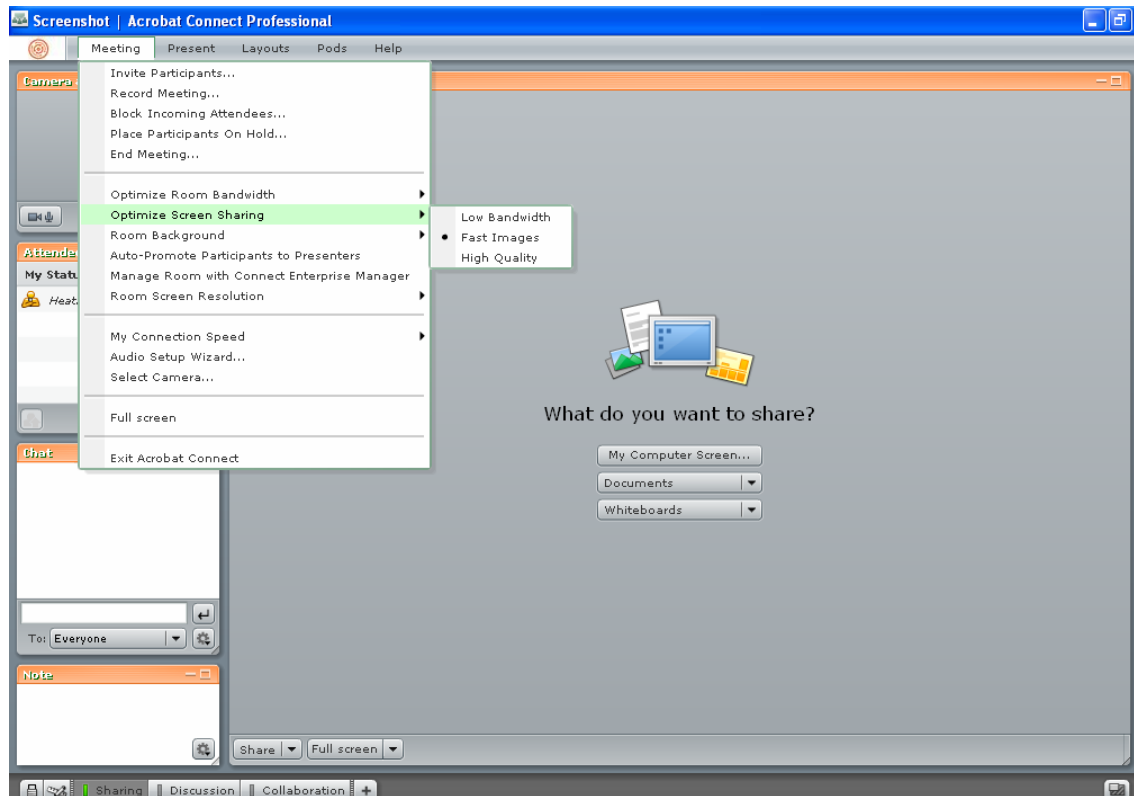 Screenshot | Acrobat Connect Professional
Meeting Present Layouts Pods Help
Camera
Invite Participants...
Record Meeting...
Block Incoming Attendees...
Place Participants On Hold...
End Meeting...
Optimize Room Bandwidth
Optimize Screen Sharing
Low Bandwidth
Fast Images
High Quality
Room Background
Auto-Promote Participants to Presenters
Manage Room with Connect Enterprise Manager
Room Screen Resolution
My Connection Speed
Audio Setup Wizard...
Select Camera...
Full screen
Exit Acrobat Connect
Attende
My Statu
Heat
Chat
To: Everyone
Note
What do you want to share?
My Computer Screen...
Documents
Whiteboards
Share Full screen
Sharing Discussion Collaboration +